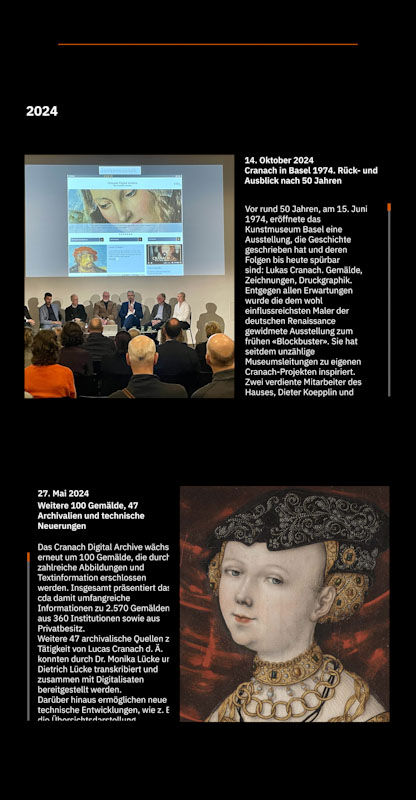 2024
14. Oktober 2024
Cranach in Basel 1974. Rück- und
Ausblick nach 50 Jahren
Vor rund 50 Jahren, am 15. Juni
1974, eröffnete das
Kunstmuseum Basel eine
Ausstellung, die Geschichte
geschrieben hat und deren
Folgen bis heute spürbar
sind: Lukas Cranach. Gemälde,
Zeichnungen, Druckgraphik.
Entgegen allen Erwartungen
wurde die dem wohl
einflussreichsten Maler der
deutschen Renaissance
gewidmete Ausstellung zum
frühen «Blockbuster». Sie hat
seitdem unzählige
Museumsleitungen zu eigenen
Cranach-Projekten inspiriert.
Zwei verdiente Mitarbeiter des
Hauses, Dieter Koepplin und
27. Mai 2024
Weitere 100 Gemälde, 47
Archivalien und technische
Neuerungen
Das Cranach Digital Archive wächs
erneut um 100 Gemälde, die durch
zahlreiche Abbildungen und
Textinformation erschlossen
werden. Insgesamt präsentiert das
cda damit umfangreiche
Informationen zu 2.570 Gemälden
aus 360 Institutionen sowie aus
Privatbesitz.
Weitere 47 archivalische Quellen z
Tätigkeit von Lucas Cranach d. Ä.
konnten durch Dr. Monika Lücke un
Dietrich Lücke transkribiert und
zusammen mit Digitalisaten
bereitgestellt werden.
Darüber hinaus ermöglichen neue
technische Entwicklungen, wie z. B
die Übersichtsdarstellung